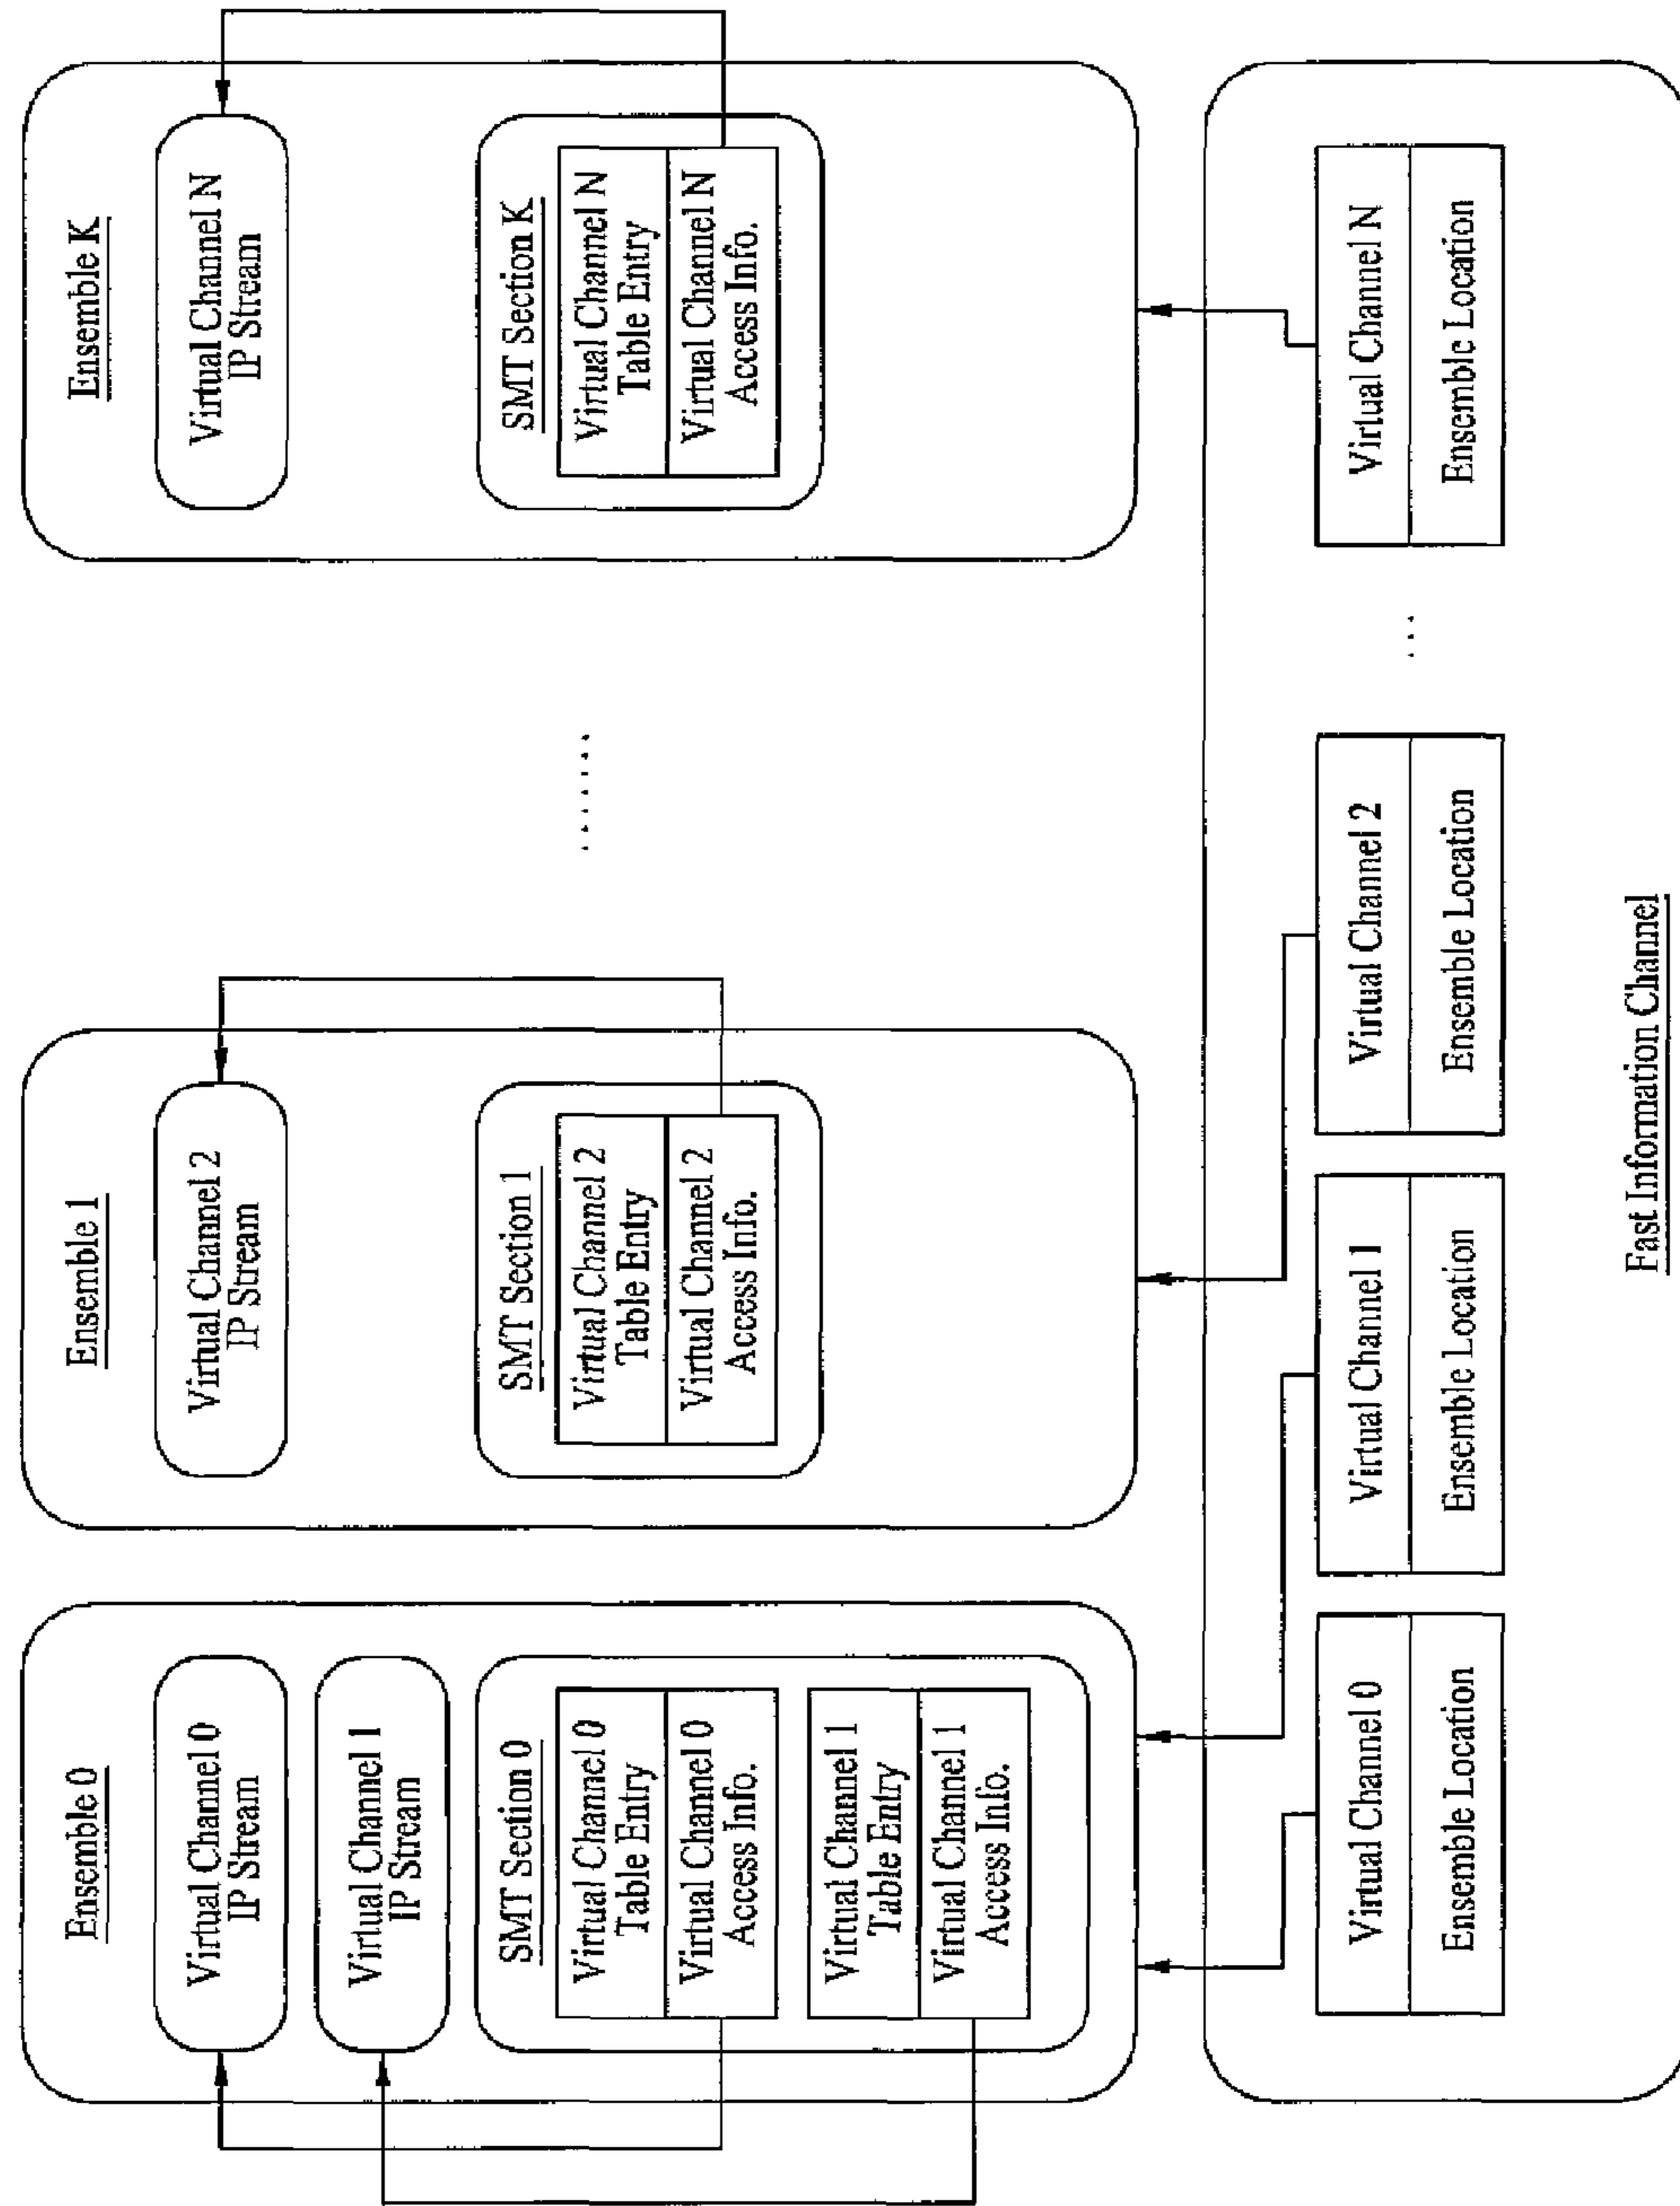 Ensemble 0
Virtual Channel 0
IP Stream
Virtual Channel 1
IP Stream
SMT Section 0
Virtual Channel 0
Table Entry
Virtual Channel 0
Access Info.
Virtual Channel 1
Table Entry
Virtual Channel 1
Access Info.
Ensemble 1
Virtual Channel 2
IP Stream
SMT Section 1
Virtual Channel 2
Table Entry
Virtual Channel 2
Access Info.
.......
Ensemble K
Virtual Channel N
IP Stream
SMT Section K
Virtual Channel N
Table Entry
Virtual Channel N
Access Info.
Virtual Channel 0
Ensemble Location
Virtual Channel 1
Ensemble Location
Virtual Channel 2
Ensemble Location
...
Virtual Channel N
Ensemble Location
Fast Information Channel